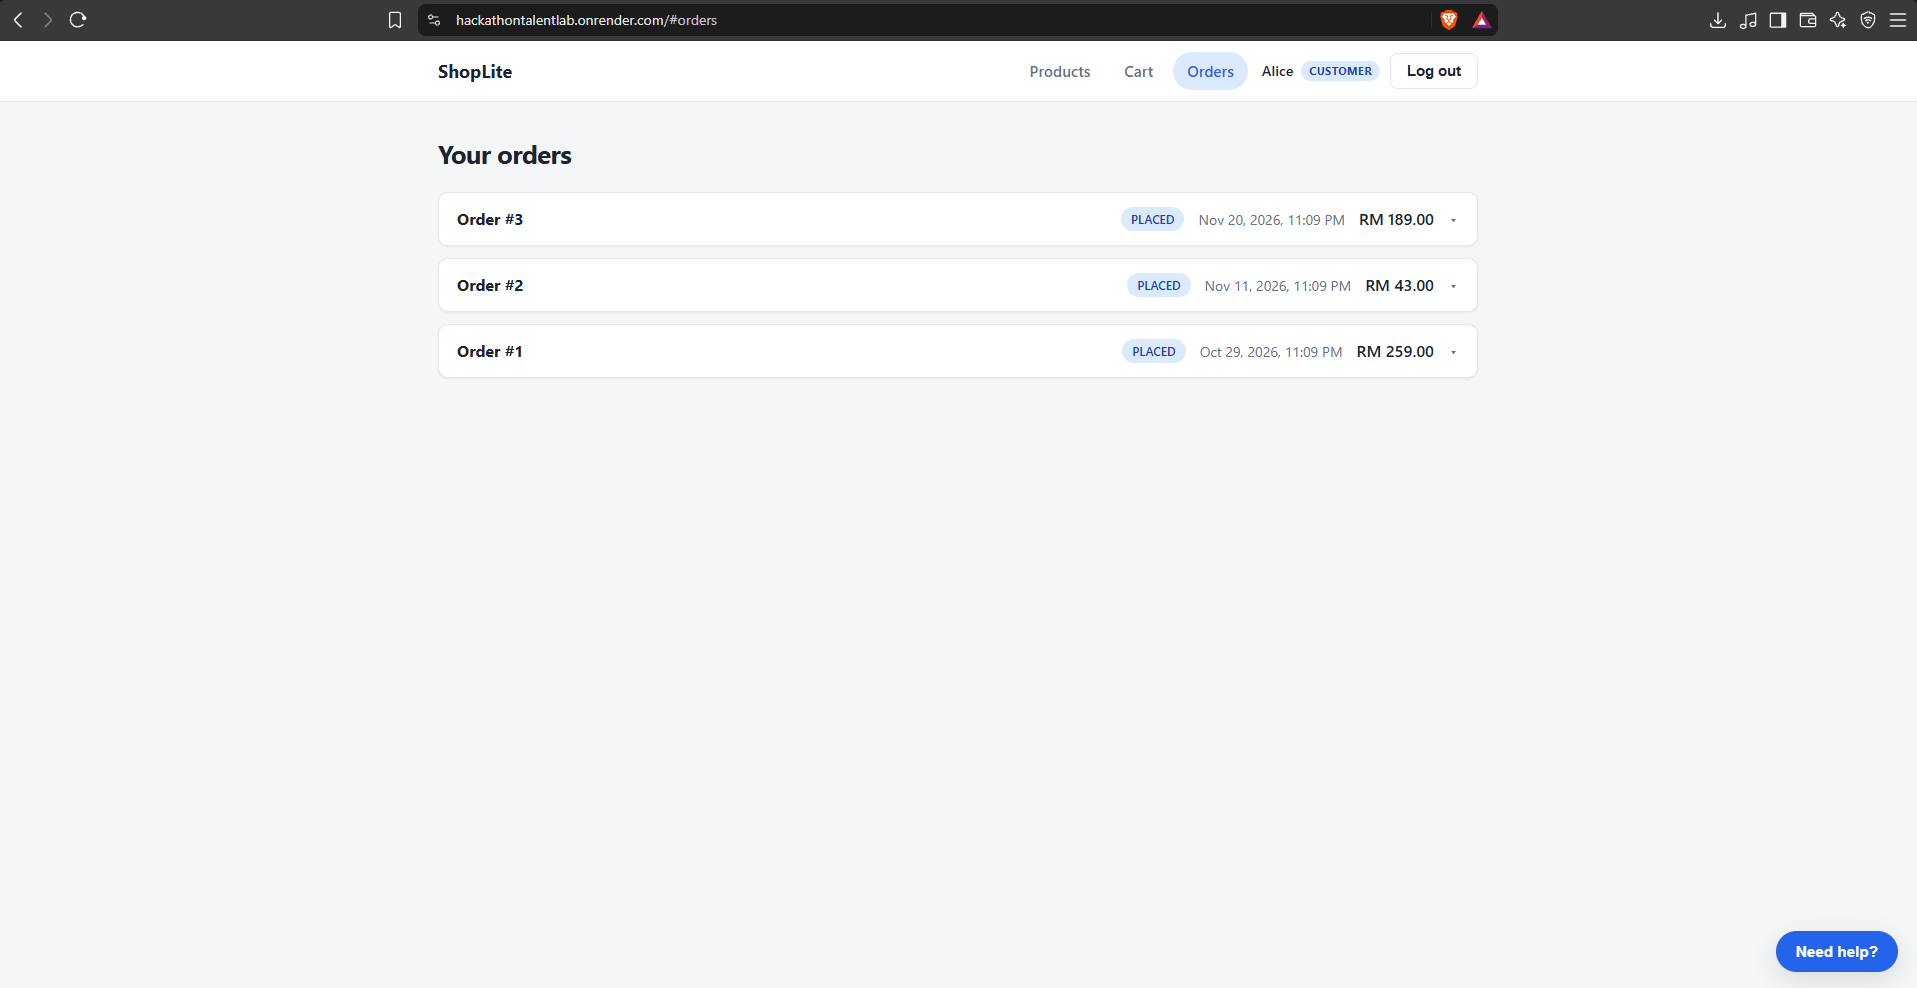 hackathontalentlab.onrender.com/#orders
ShopLite
Products Cart Orders Alice CUSTOMER Log out
Your orders
Order #3 PLACED Nov 20, 2026, 11:09 PM RM 189.00
Order #2 PLACED Nov 11, 2026, 11:09 PM RM 43.00
Order #1 PLACED Oct 29, 2026, 11:09 PM RM 259.00
Need help?